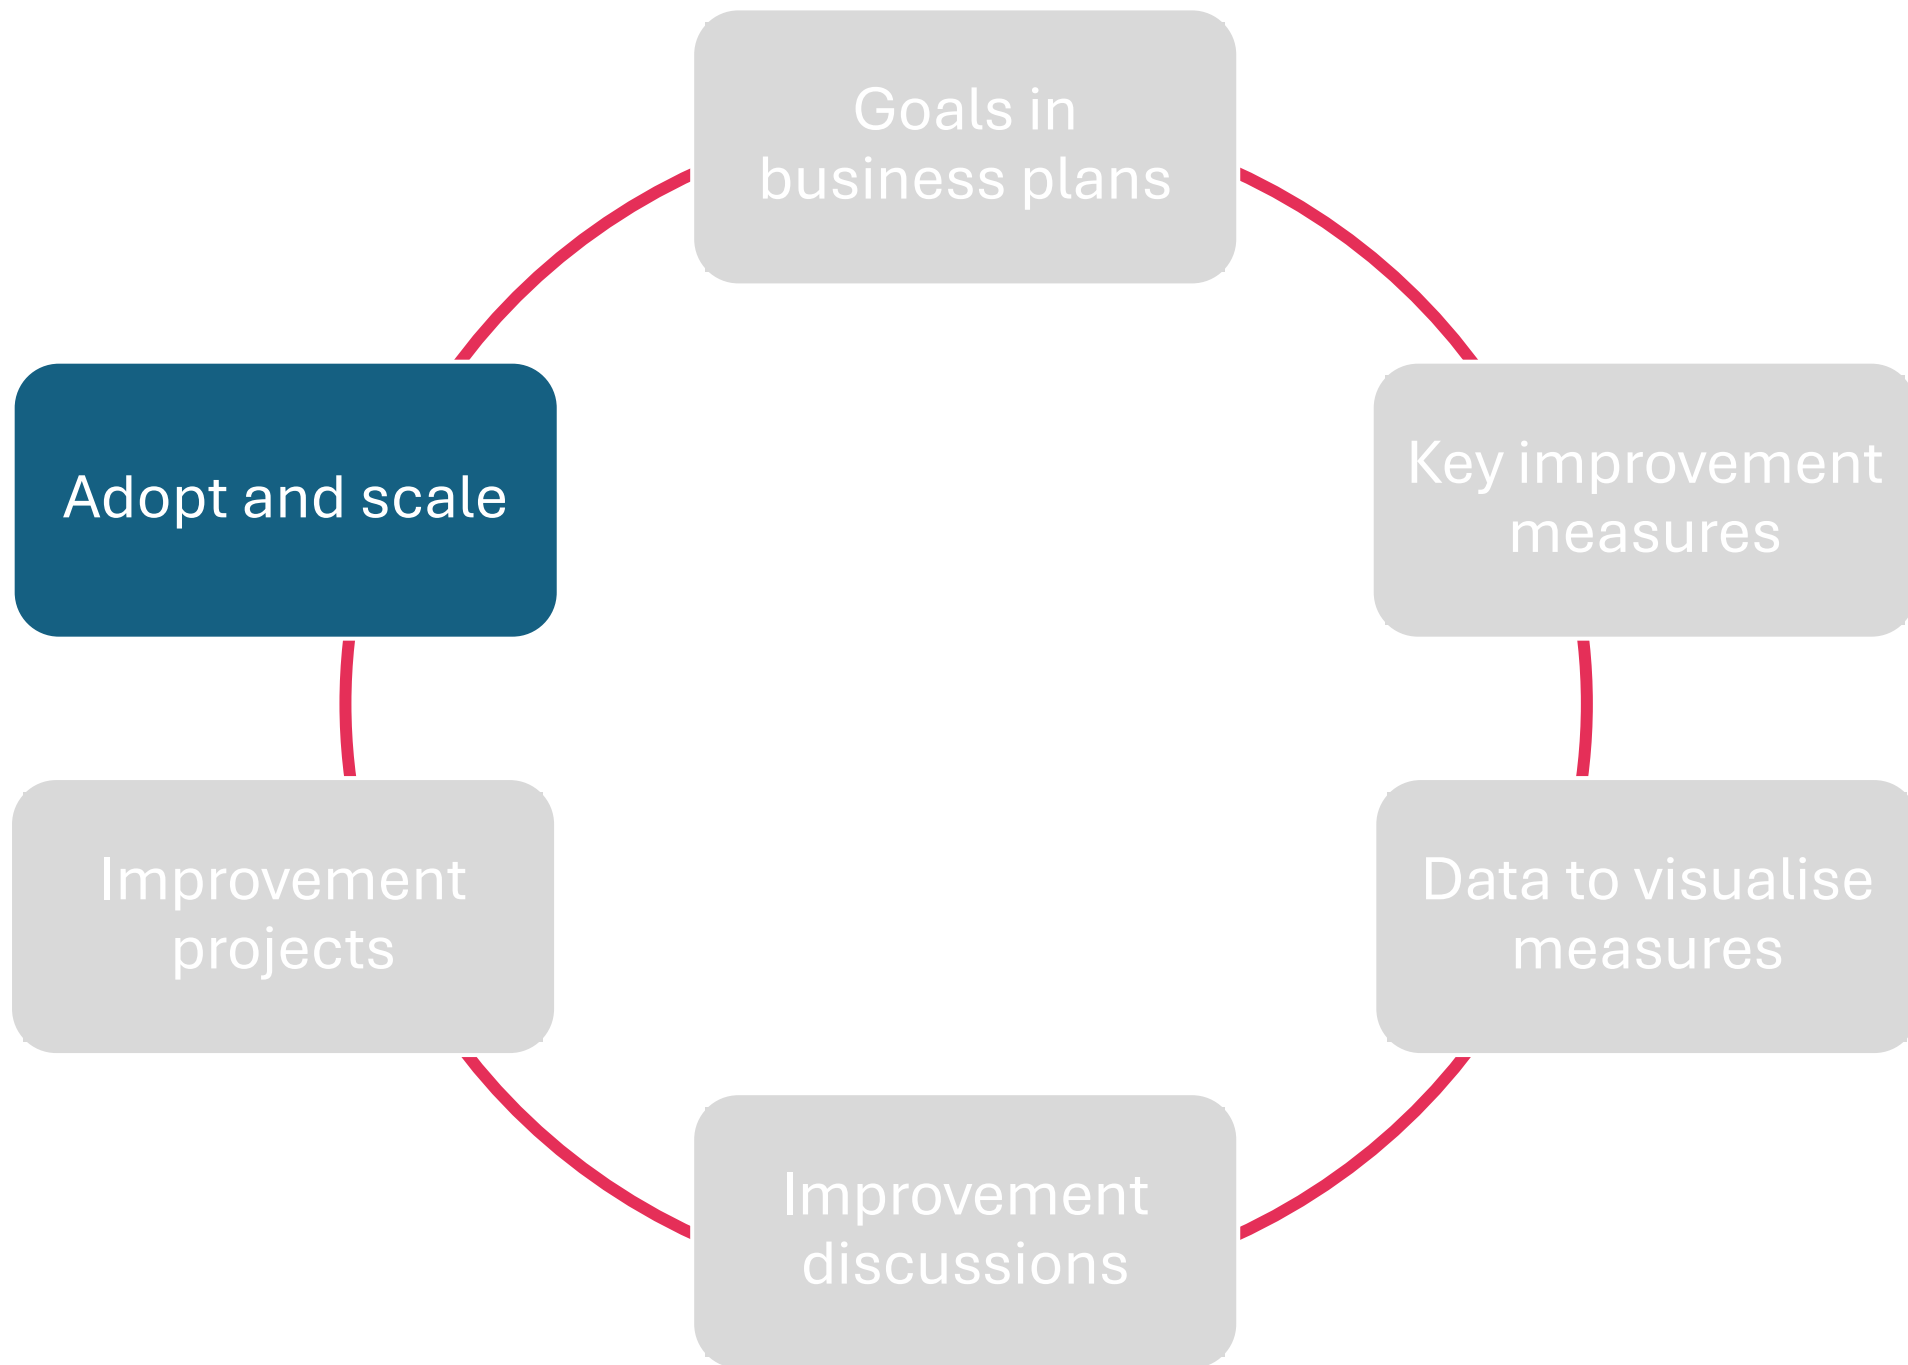 Goals in
business plans
Key improvement
measures
Data to visualise
measures
Improvement
discussions
Improvement
projects
Adopt and scale